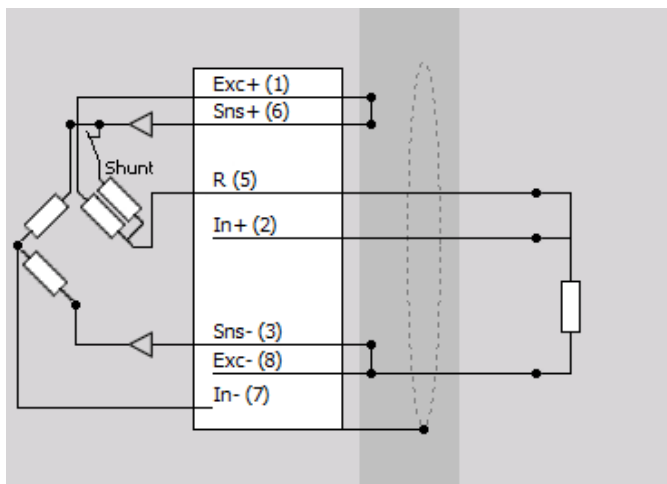 Exc+ (1)
Sns+ (6)
Shunt
R (5)
In+ (2)
Sns- (3)
Exc- (8)
In- (7)